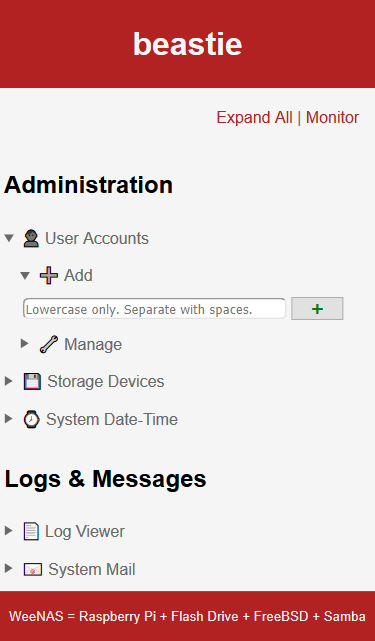 beastie
Expand All | Monitor
Administration
User Accounts
Add
Lowercase only. Separate with spaces.
+
Manage
Storage Devices
System Date-Time
Logs & Messages
Log Viewer
System Mail
WeeNAS = Raspberry Pi + Flash Drive + FreeBSD + Samba